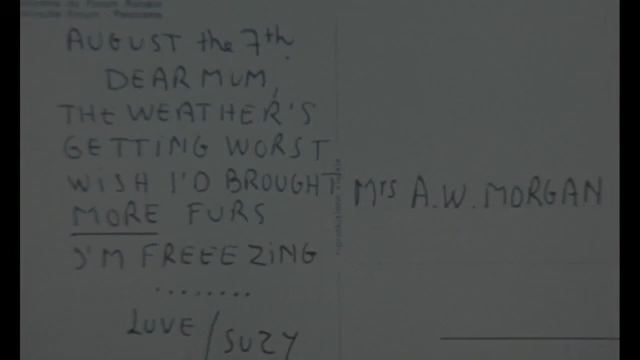 AUGUST the 7th
DEAR MUM,
THE WEATHER'S
GETTING WORST
WISH I'D BROUGHT
MORE FURS
I'M FREEEZING
........
LOVE / SUZY
Mrs A.W. MORGAN